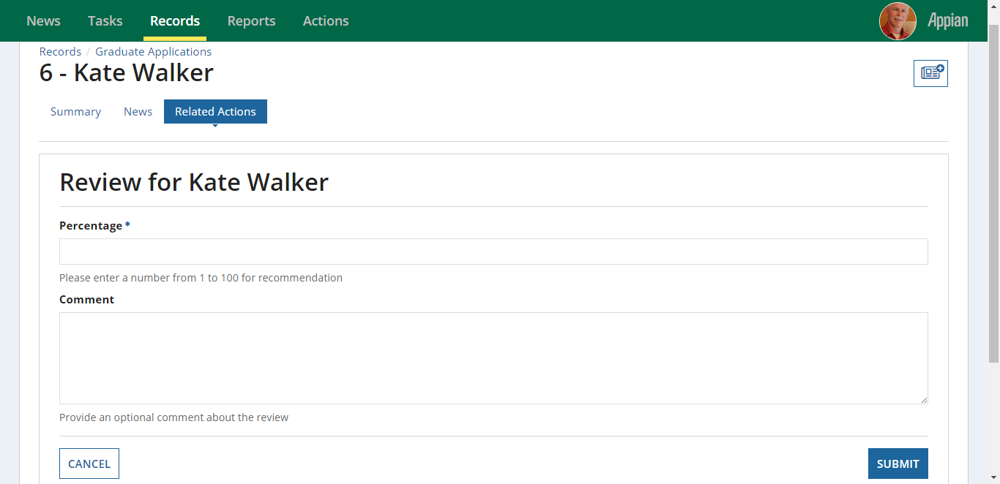 News Tasks Records Reports Actions Appian
Records / Graduate Applications
6 - Kate Walker
Summary News Related Actions
Review for Kate Walker
Percentage *
Please enter a number from 1 to 100 for recommendation
Comment
Provide an optional comment about the review
CANCEL SUBMIT